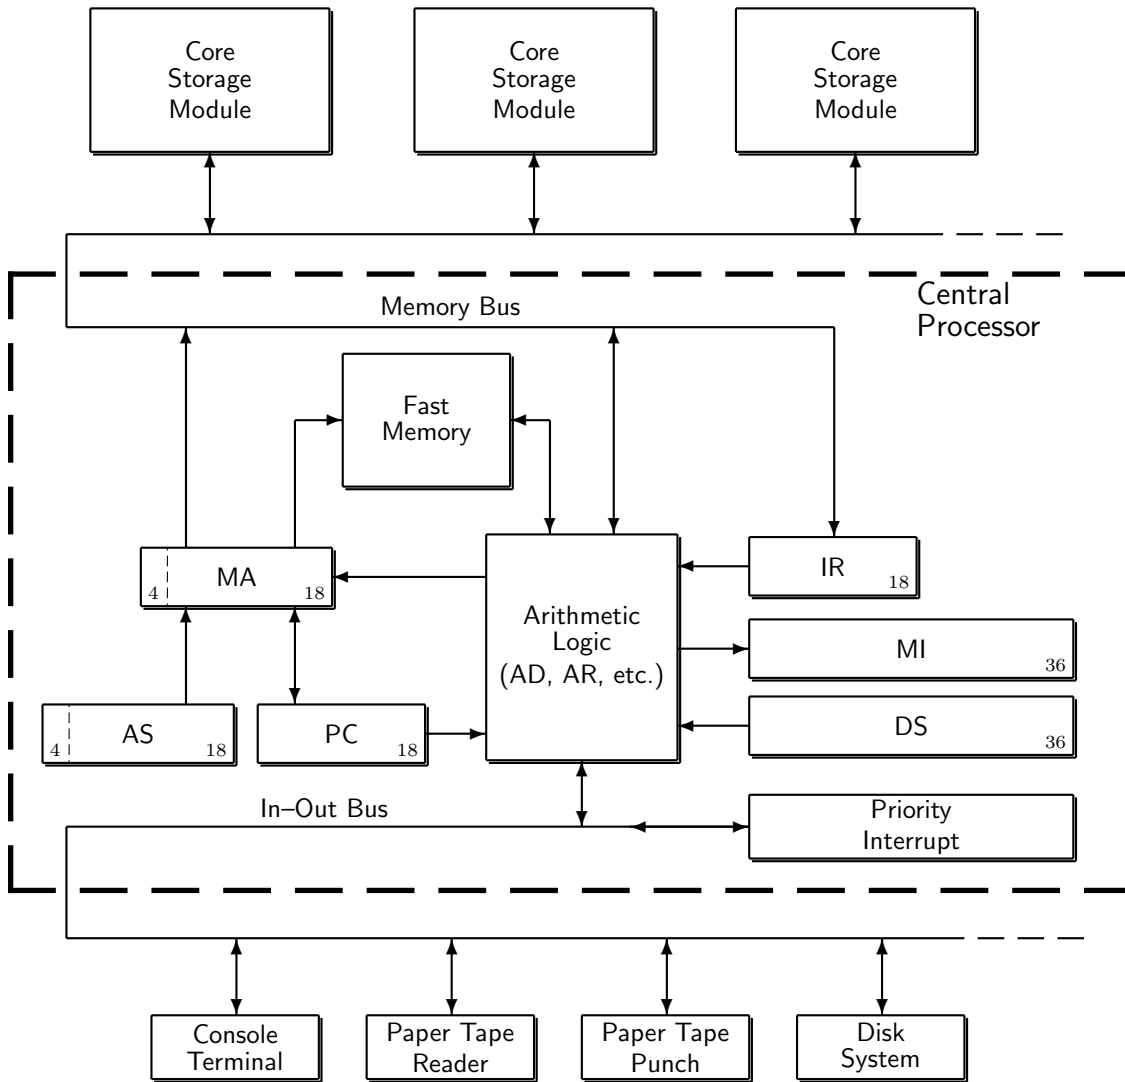 Core
Storage
Module
Core
Storage
Module
Core
Storage
Module
Memory Bus
Central
Processor
Fast
Memory
4 MA 18
IR 18
Arithmetic
Logic
(AD, AR, etc.)
MI 36
4 AS 18
PC 18
DS 36
In–Out Bus
Priority
Interrupt
Console
Terminal
Paper Tape
Reader
Paper Tape
Punch
Disk
System